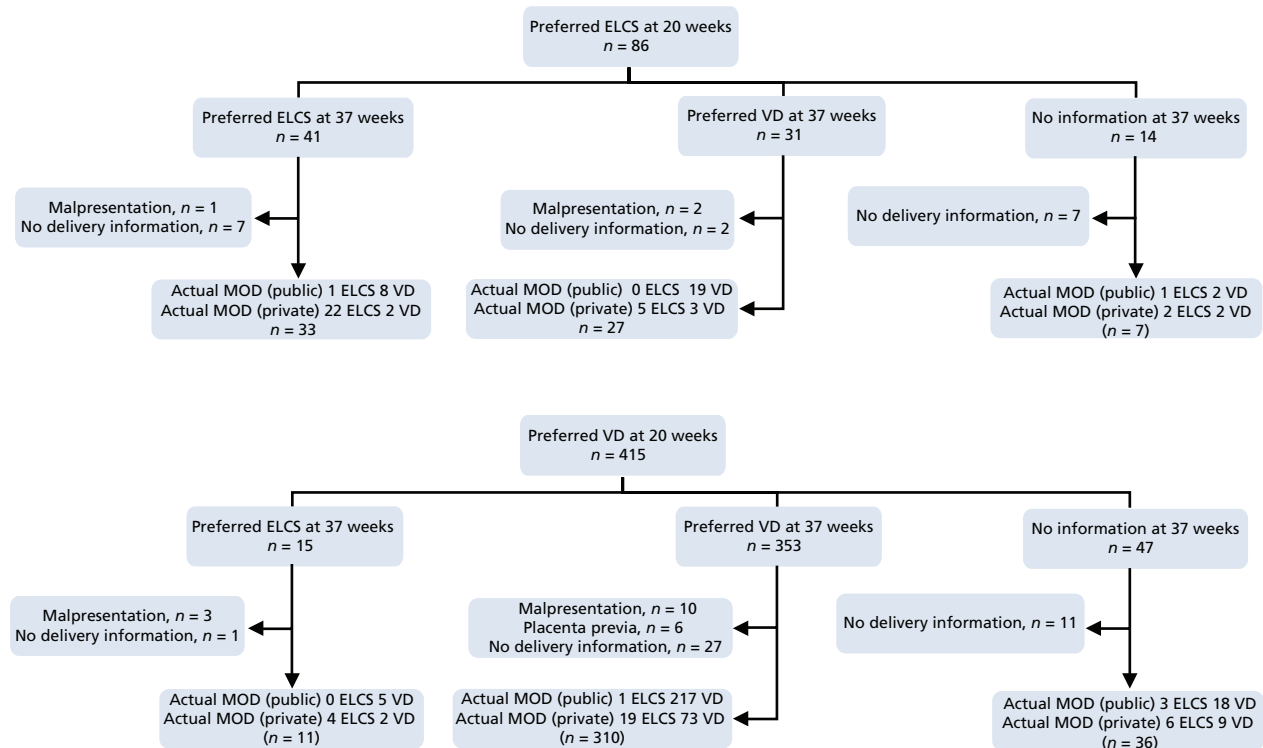 Preferred ELCS at 20 weeks
n = 86
Preferred ELCS at 37 weeks
n = 41
Preferred VD at 37 weeks
n = 31
No information at 37 weeks
n = 14
Malpresentation, n = 1
No delivery information, n = 7
Malpresentation, n = 2
No delivery information, n = 2
No delivery information, n = 7
Actual MOD (public) 1 ELCS 8 VD
Actual MOD (private) 22 ELCS 2 VD
n = 33
Actual MOD (public) 0 ELCS 19 VD
Actual MOD (private) 5 ELCS 3 VD
n = 27
Actual MOD (public) 1 ELCS 2 VD
Actual MOD (private) 2 ELCS 2 VD
(n = 7)
Preferred VD at 20 weeks
n = 415
Preferred ELCS at 37 weeks
n = 15
Preferred VD at 37 weeks
n = 353
No information at 37 weeks
n = 47
Malpresentation, n = 3
No delivery information, n = 1
Malpresentation, n = 10
Placenta previa, n = 6
No delivery information, n = 27
No delivery information, n = 11
Actual MOD (public) 0 ELCS 5 VD
Actual MOD (private) 4 ELCS 2 VD
(n = 11)
Actual MOD (public) 1 ELCS 217 VD
Actual MOD (private) 19 ELCS 73 VD
(n = 310)
Actual MOD (public) 3 ELCS 18 VD
Actual MOD (private) 6 ELCS 9 VD
(n = 36)